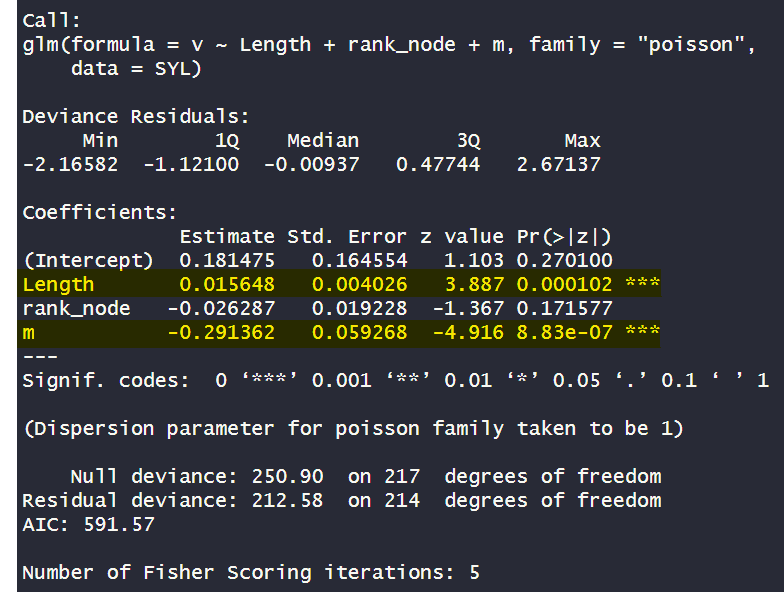 Call:
glm(formula = v ~ Length + rank_node + m, family = "poisson",
    data = SYL)

Deviance Residuals:
     Min        1Q    Median        3Q       Max
-2.16582  -1.12100  -0.00937   0.47744   2.67137

Coefficients:
             Estimate Std. Error z value Pr(>|z|)
(Intercept)  0.181475   0.164554   1.103 0.270100
Length       0.015648   0.004026   3.887 0.000102 ***
rank_node   -0.026287   0.019228  -1.367 0.171577
m           -0.291362   0.059268  -4.916 8.83e-07 ***
---
Signif. codes:  0 ‘***’ 0.001 ‘**’ 0.01 ‘*’ 0.05 ‘.’ 0.1 ‘ ’ 1

(Dispersion parameter for poisson family taken to be 1)

    Null deviance: 250.90  on 217  degrees of freedom
Residual deviance: 212.58  on 214  degrees of freedom
AIC: 591.57

Number of Fisher Scoring iterations: 5